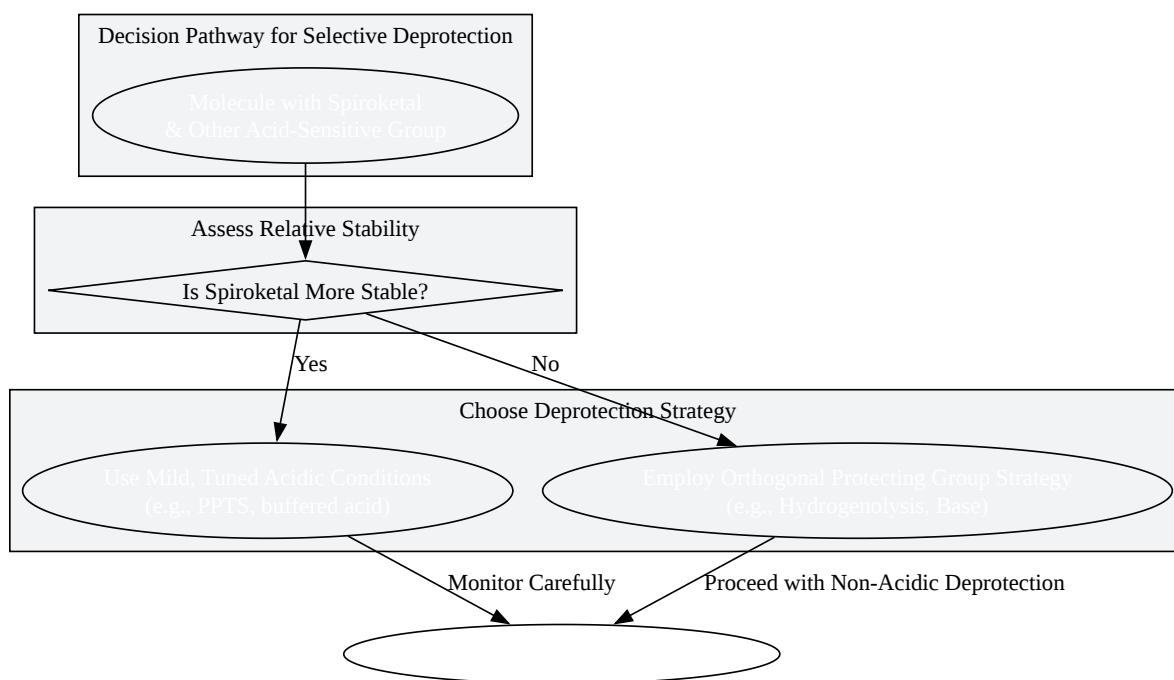 Decision Pathway for Selective Deprotection
Molecule with Spiroketal
& Other Acid-Sensitive Group
Assess Relative Stability
Is Spiroketal More Stable?
Yes
No
Choose Deprotection Strategy
Use Mild, Tuned Acidic Conditions
(e.g., PPTS, buffered acid)
Employ Orthogonal Protecting Group Strategy
(e.g., Hydrogenolysis, Base)
Monitor Carefully
Proceed with Non-Acidic Deprotection